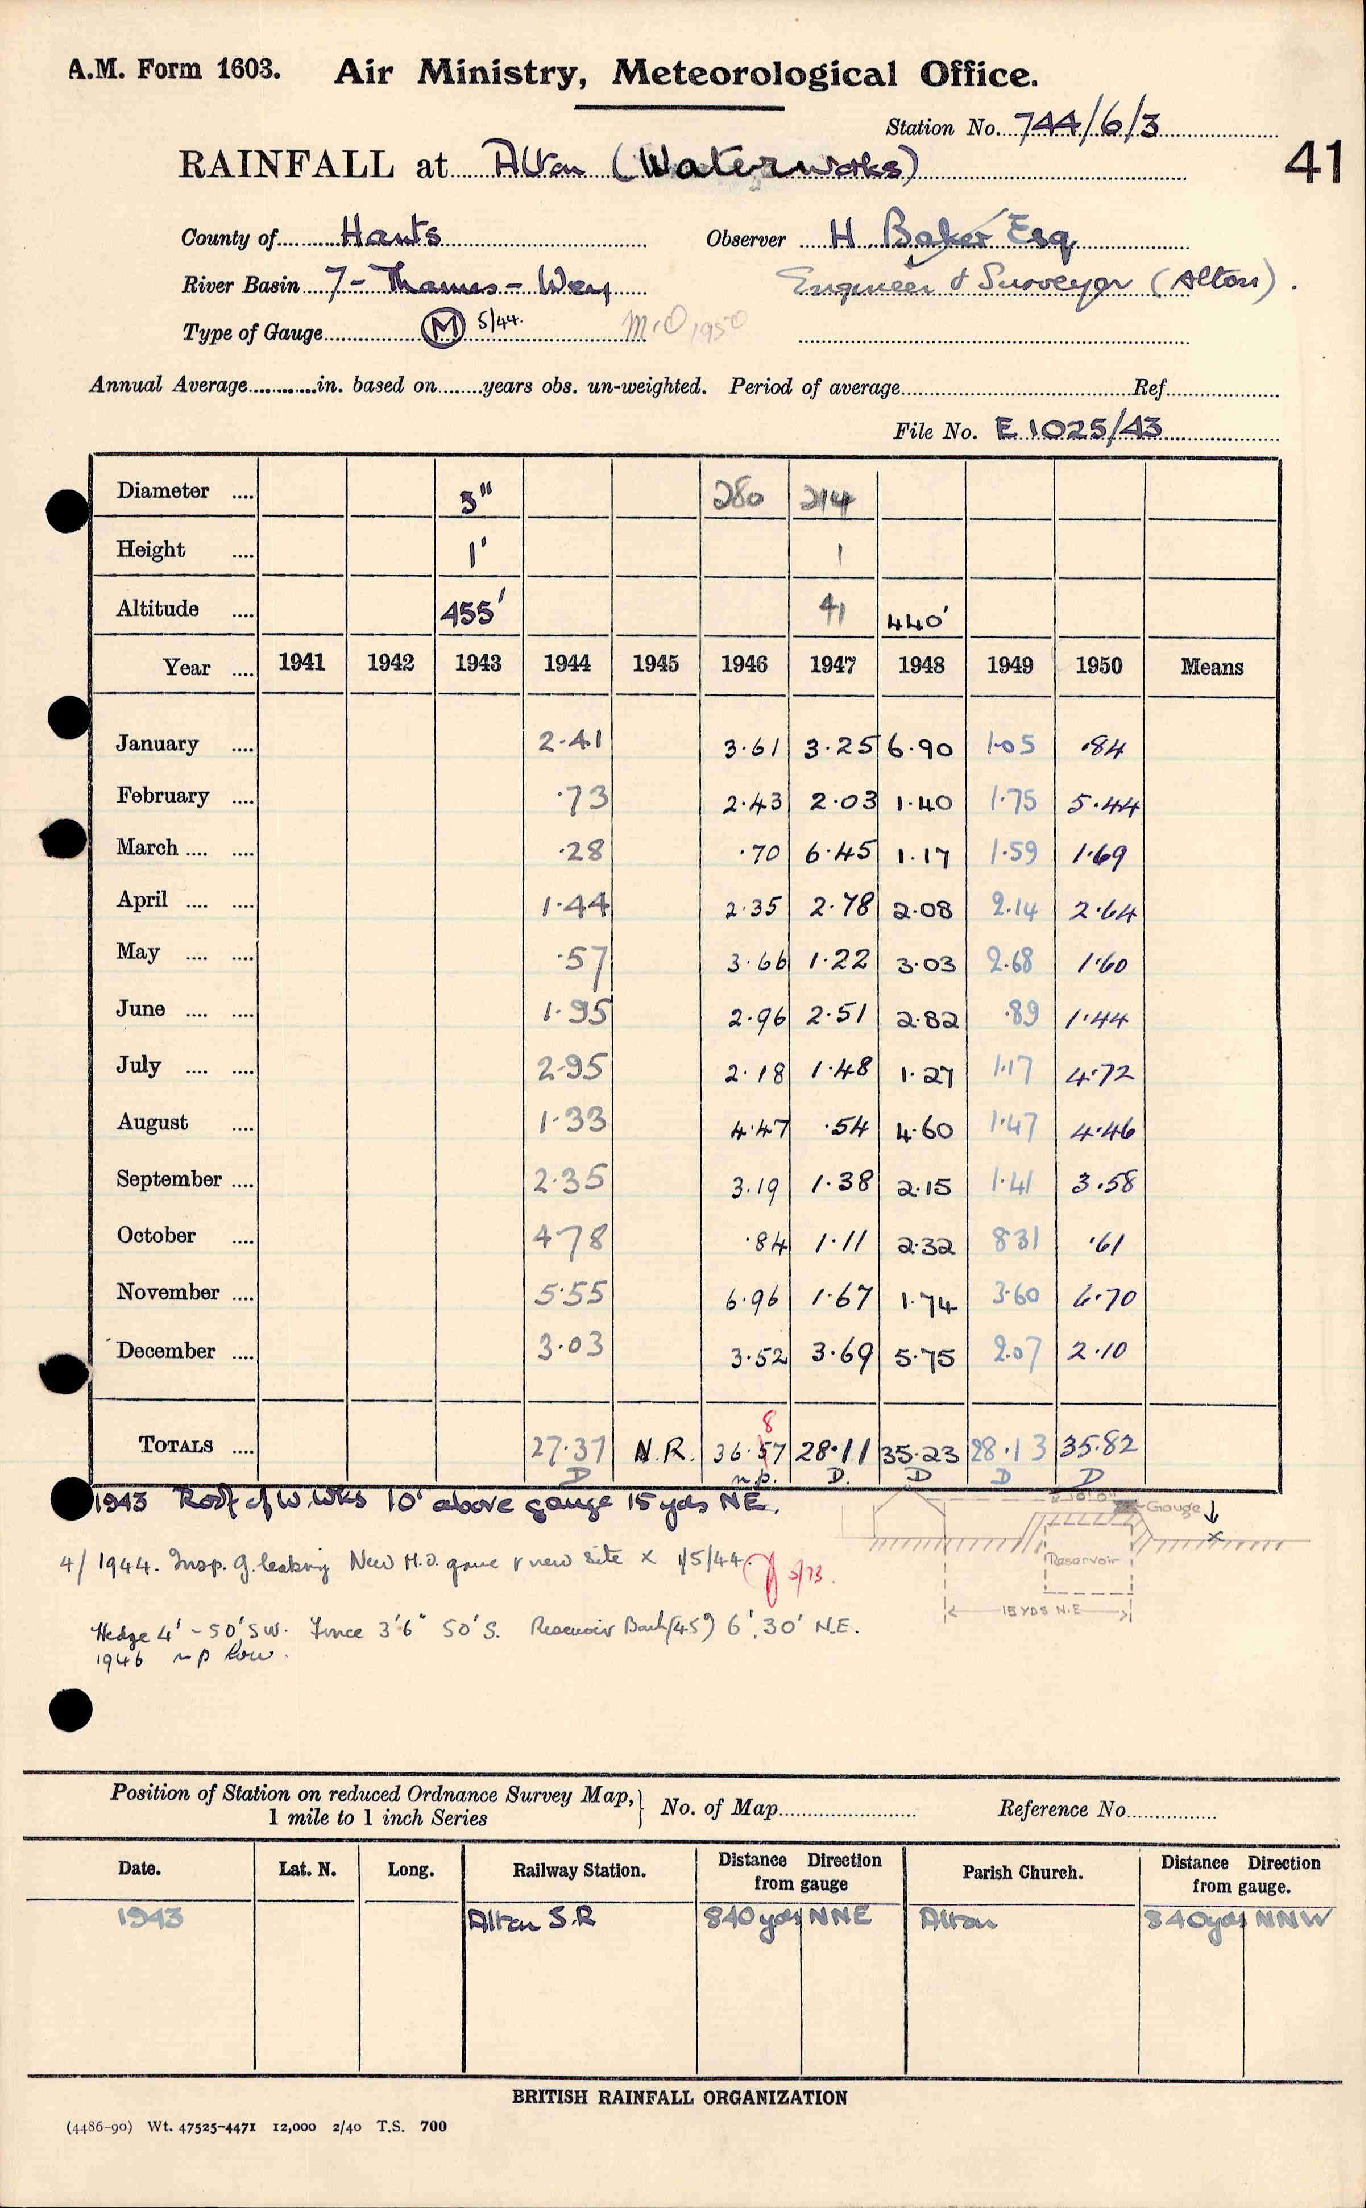 A.M. Form 1603. Air Ministry, Meteorological Office.
Station No. 744/6/3
41
RAINFALL at Alton (Waterworks)
County of Hants Observer H Baker Esq
River Basin 7 - Thames - Wey Engineer & Surveyor (Alton).
Type of Gauge (M) 5/44. M.O 1950
Annual Average in. based on years obs. un-weighted. Period of average Ref.
File No. E 1025/43
Diameter 5" 280 214
Height 1' 1
Altitude 455' 41 440'
Year 1941 1942 1943 1944 1945 1946 1947 1948 1949 1950 Means
January 2.41 3.61 3.25 6.90 1.05 .84
February .73 2.43 2.03 1.40 1.75 5.44
March .28 .70 6.45 1.17 1.59 1.69
April 1.44 2.35 2.78 2.08 2.14 2.64
May .57 3.66 1.22 3.03 2.68 1.60
June 1.95 2.96 2.51 2.82 .89 1.44
July 2.95 2.18 1.48 1.27 1.17 4.72
August 1.33 4.47 .54 4.60 1.47 4.46
September 2.35 3.19 1.38 2.15 1.41 3.58
October 4.78 .84 1.11 2.32 8.31 .61
November 5.55 6.96 1.67 1.74 3.60 6.70
December 3.03 3.52 3.69 5.75 2.07 2.10
8
TOTALS 27.37 N.R. 36.57 28.11 35.23 28.13 35.82
D n.p. D. D D D
1943 Roof of W. Wks 10' above gauge 15 yds NE.
10'0"
Gauge
X
Reservoir
15 YDS N.E
4/1944. Insp. g. leaking New M.O. gauge & new site X 1/5/44. 5/73.
Hedge 4' - 50' SW. Fence 3'6" 50' S. Reservoir Bank (45°) 6', 30' N.E.
1946 n p low.
Position of Station on reduced Ordnance Survey Map, 1 mile to 1 inch Series No. of Map Reference No.
Date. Lat. N. Long. Railway Station. Distance Direction from gauge Parish Church. Distance Direction from gauge.
1943 Alton S.R 840 yds NNE Alton 840 yds NNW
BRITISH RAINFALL ORGANIZATION
(4486-90) Wt. 47525-4471 12,000 2/40 T.S. 700